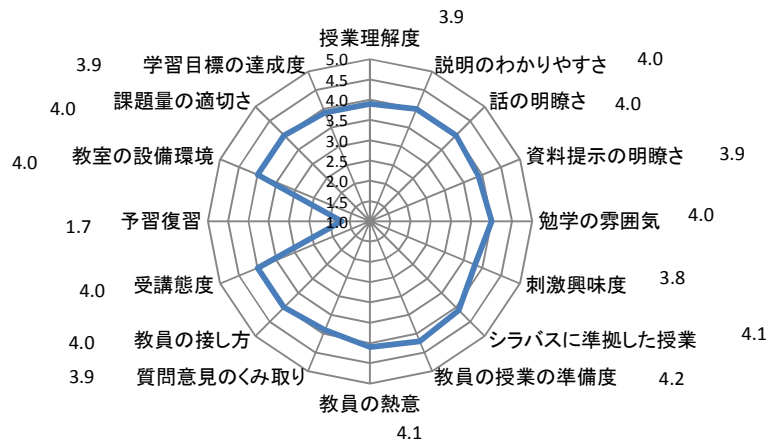 3.9
授業理解度
5.0
4.5
4.0
3.5
3.0
2.5
2.0
1.5
1.0
説明のわかりやすさ 4.0
話の明瞭さ 4.0
資料提示の明瞭さ 3.9
勉学の雰囲気 4.0
刺激興味度 3.8
シラバスに準拠した授業 4.1
教員の授業の準備度 4.2
教員の熱意
4.1
3.9 質問意見のくみ取り
4.0 教員の接し方
4.0 受講態度
1.7 予習復習
4.0 教室の設備環境
4.0 課題量の適切さ
3.9 学習目標の達成度